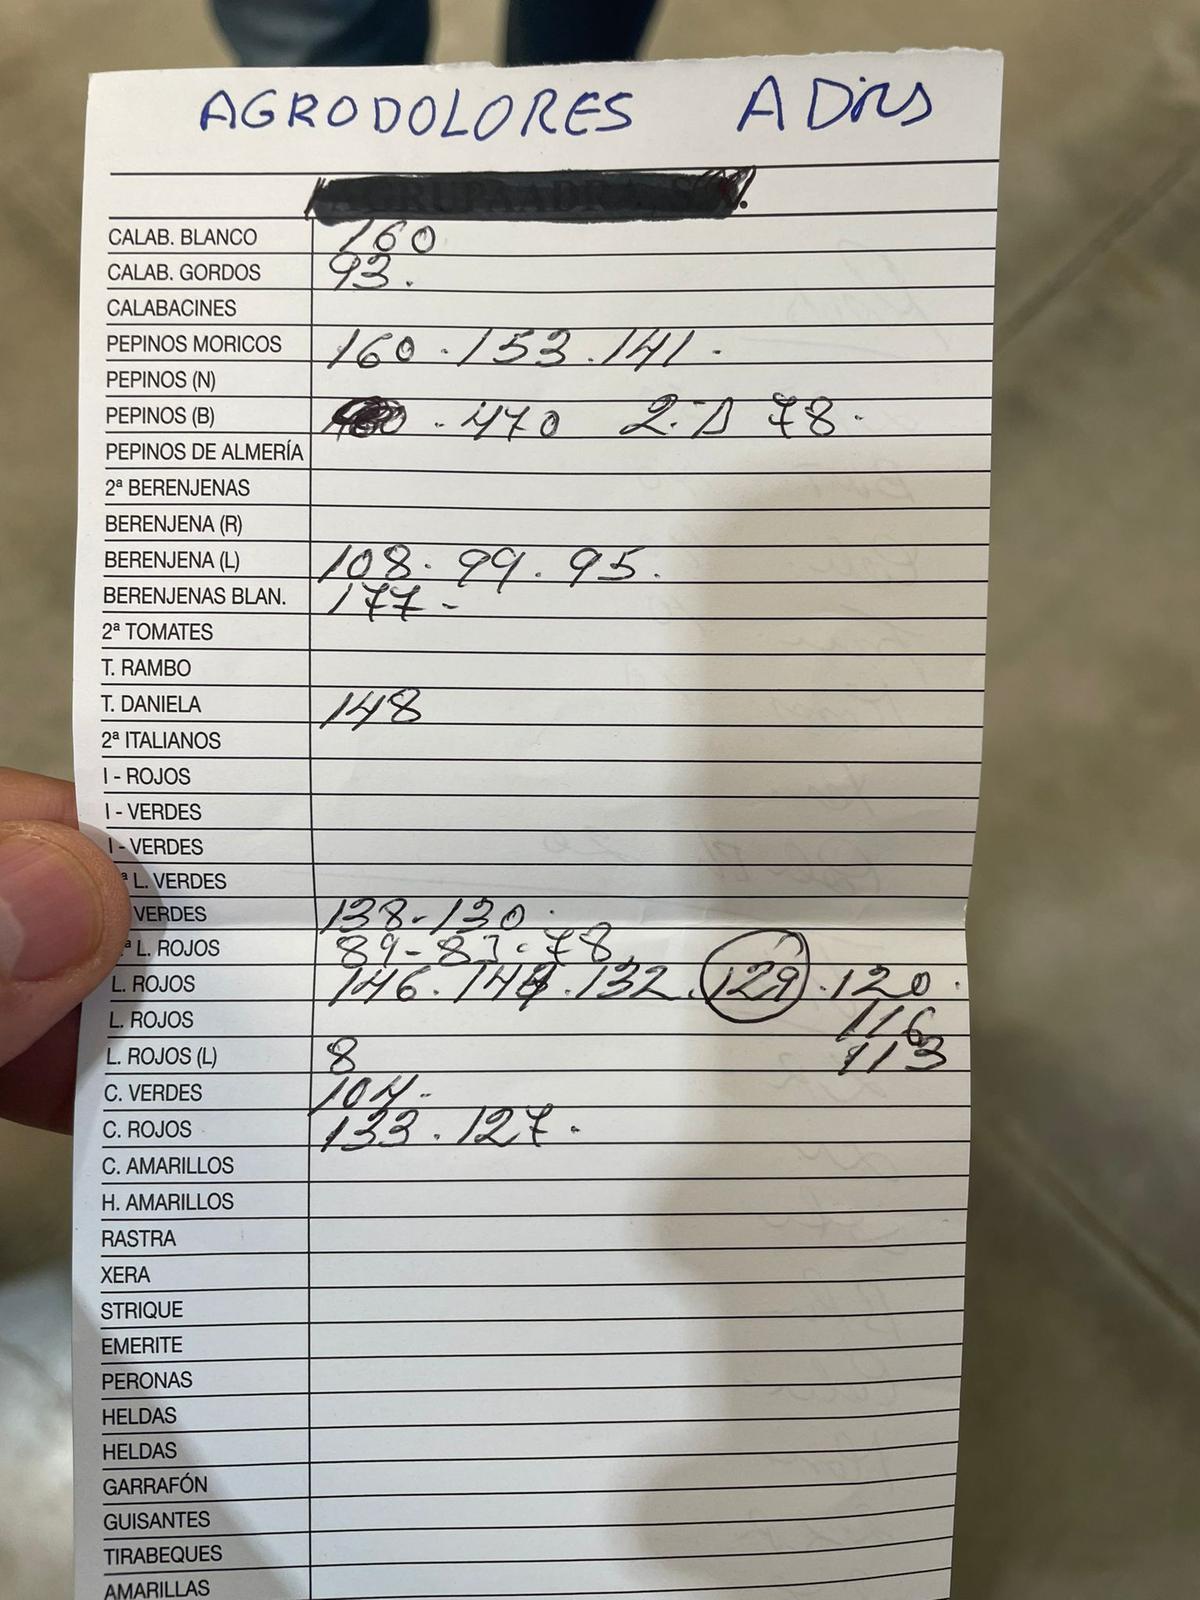 AGRODOLORES ADRA
AGRUPAADRA, S.A.
CALAB. BLANCO 160
CALAB. GORDOS 93.
CALABACINES
PEPINOS MORICOS 160 . 153 . 141 .
PEPINOS (N)
PEPINOS (B) . 470 2.ª 78 .
PEPINOS DE ALMERÍA
2ª BERENJENAS
BERENJENA (R)
BERENJENA (L) 108 . 99 . 95 .
BERENJENAS BLAN. 177 -
2ª TOMATES
T. RAMBO
T. DANIELA 148
2ª ITALIANOS
I - ROJOS
I - VERDES
I - VERDES
ª L. VERDES
VERDES 138 - 130 .
ª L. ROJOS 89 - 83 . 78 .
L. ROJOS 146 . 140 . 132 . 129 . 120 .
L. ROJOS 116
L. ROJOS (L) 8 113
C. VERDES 104 -
C. ROJOS 133 . 127 .
C. AMARILLOS
H. AMARILLOS
RASTRA
XERA
STRIQUE
EMERITE
PERONAS
HELDAS
HELDAS
GARRAFÓN
GUISANTES
TIRABEQUES
AMARILLAS